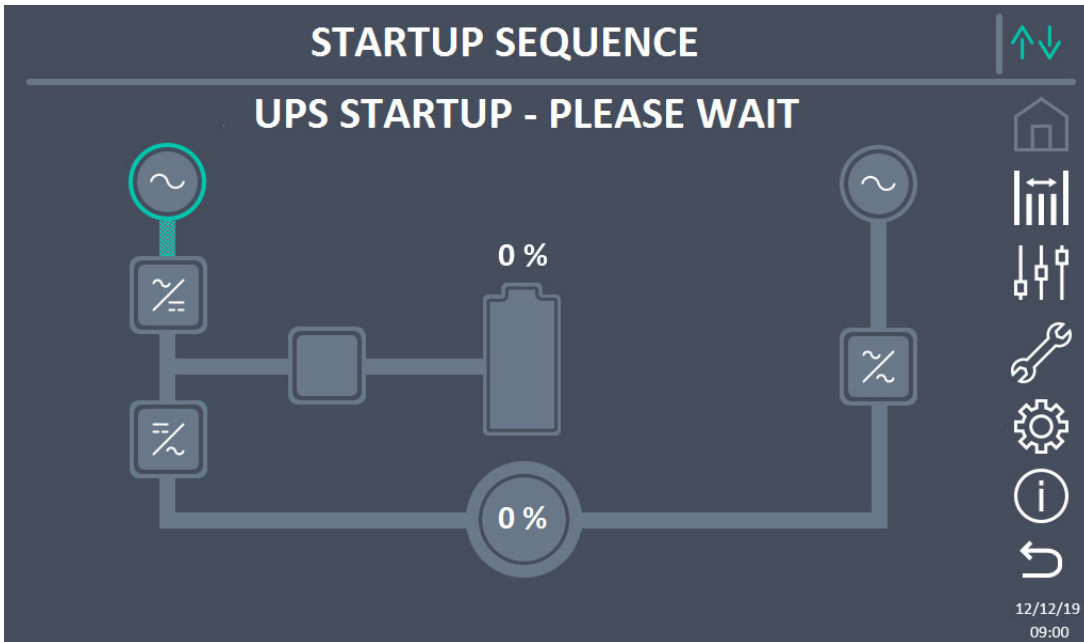 STARTUP SEQUENCE
UPS STARTUP - PLEASE WAIT
0 %
0 %
12/12/19
09:00